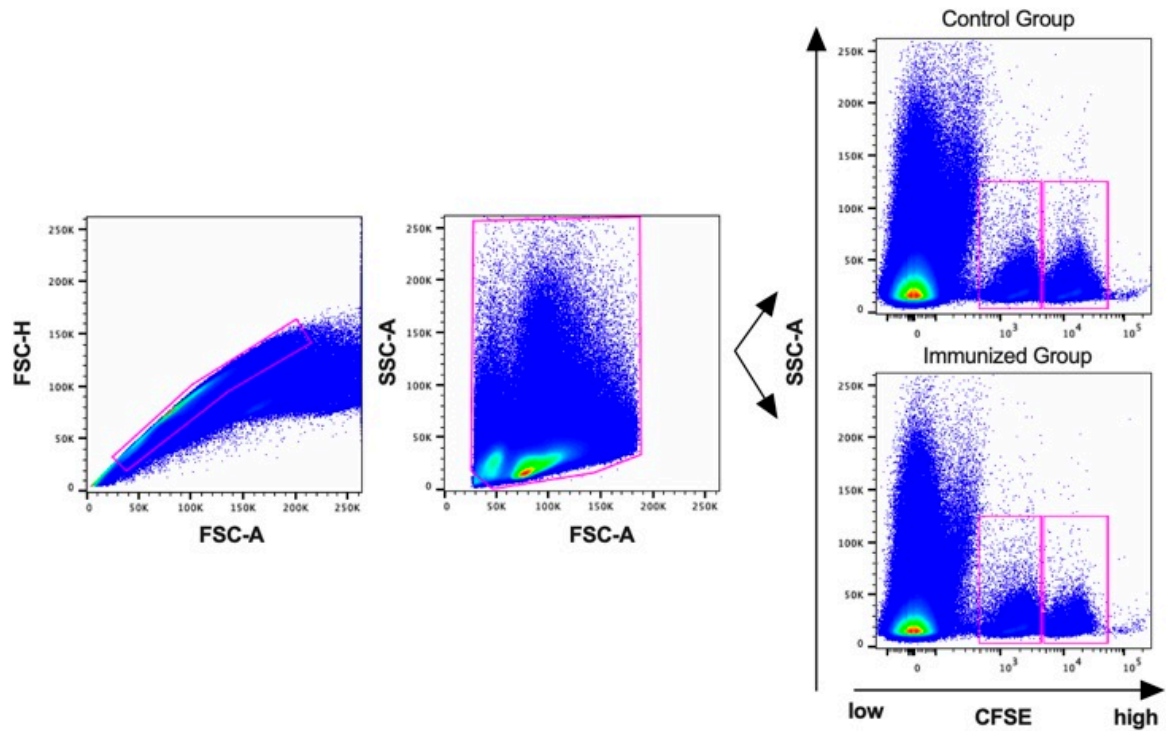 FSC-H
250K
200K
150K
100K
50K
0
0 50K 100K 150K 200K 250K
FSC-A
SSC-A
250K
200K
150K
100K
50K
0
0 50K 100K 150K 200K 250K
FSC-A
SSC-A
Control Group
250K
200K
150K
100K
50K
0
0 10³ 10⁴ 10⁵
Immunized Group
250K
200K
150K
100K
50K
0
0 10³ 10⁴ 10⁵
low CFSE high